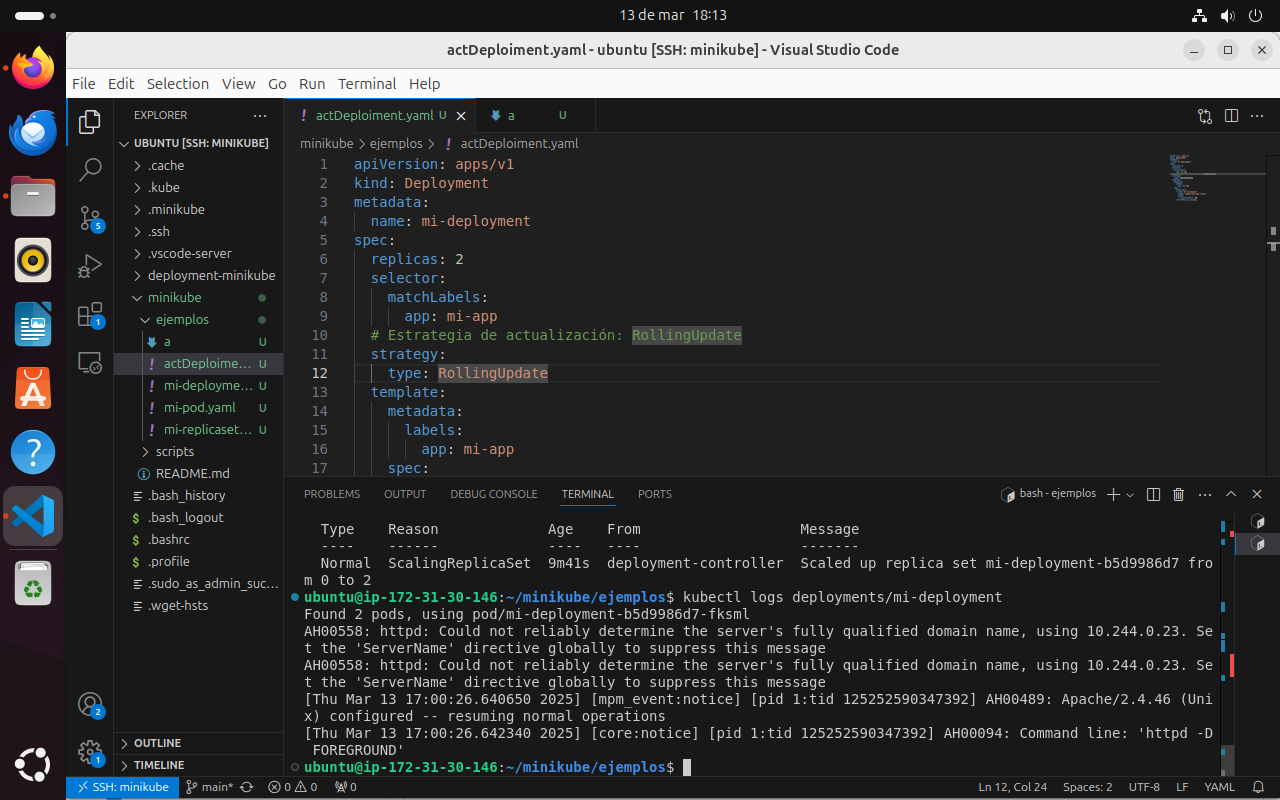 13 de mar 18:13
actDeploiment.yaml - ubuntu [SSH: minikube] - Visual Studio Code
File Edit Selection View Go Run Terminal Help
EXPLORER
UBUNTU [SSH: MINIKUBE]
.cache
.kube
.minikube
.ssh
.vscode-server
deployment-minikube
minikube
ejemplos
a U
actDeploime... U
mi-deployme... U
mi-pod.yaml U
mi-replicaset... U
scripts
README.md
.bash_history
.bash_logout
.bashrc
.profile
.sudo_as_admin_suc...
.wget-hsts
OUTLINE
TIMELINE
5
1
2
1
actDeploiment.yaml U
a U
minikube > ejemplos > ! actDeploiment.yaml
1 apiVersion: apps/v1
2 kind: Deployment
3 metadata:
4 name: mi-deployment
5 spec:
6 replicas: 2
7 selector:
8 matchLabels:
9 app: mi-app
10 # Estrategia de actualización: RollingUpdate
11 strategy:
12 type: RollingUpdate
13 template:
14 metadata:
15 labels:
16 app: mi-app
17 spec:
PROBLEMS OUTPUT DEBUG CONSOLE TERMINAL PORTS
bash - ejemplos
Type Reason Age From Message
---- ------ ---- ---- -------
Normal ScalingReplicaSet 9m41s deployment-controller Scaled up replica set mi-deployment-b5d9986d7 fro
m 0 to 2
ubuntu@ip-172-31-30-146:~/minikube/ejemplos$ kubectl logs deployments/mi-deployment
Found 2 pods, using pod/mi-deployment-b5d9986d7-fksml
AH00558: httpd: Could not reliably determine the server's fully qualified domain name, using 10.244.0.23. Se
t the 'ServerName' directive globally to suppress this message
AH00558: httpd: Could not reliably determine the server's fully qualified domain name, using 10.244.0.23. Se
t the 'ServerName' directive globally to suppress this message
[Thu Mar 13 17:00:26.640650 2025] [mpm_event:notice] [pid 1:tid 125252590347392] AH00489: Apache/2.4.46 (Uni
x) configured -- resuming normal operations
[Thu Mar 13 17:00:26.642340 2025] [core:notice] [pid 1:tid 125252590347392] AH00094: Command line: 'httpd -D
FOREGROUND'
ubuntu@ip-172-31-30-146:~/minikube/ejemplos$
SSH: minikube main* 0 0 0 Ln 12, Col 24 Spaces: 2 UTF-8 LF YAML